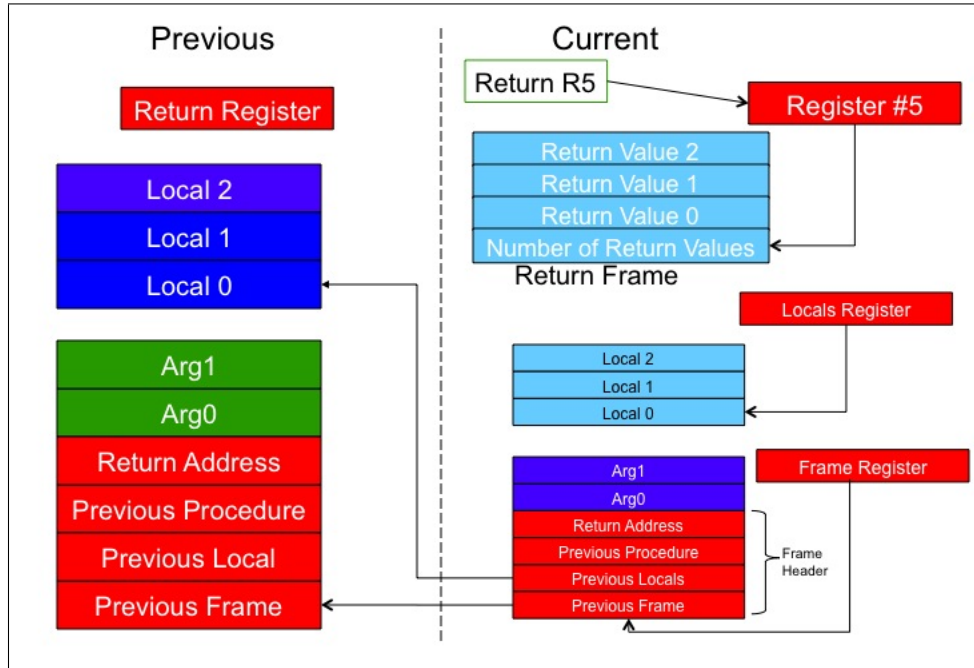 Previous
Return Register
Local 2
Local 1
Local 0
Arg1
Arg0
Return Address
Previous Procedure
Previous Local
Previous Frame
Current
Return R5
Register #5
Return Value 2
Return Value 1
Return Value 0
Number of Return Values
Return Frame
Locals Register
Local 2
Local 1
Local 0
Frame Register
Arg1
Arg0
Return Address
Previous Procedure
Previous Locals
Previous Frame
Frame
Header